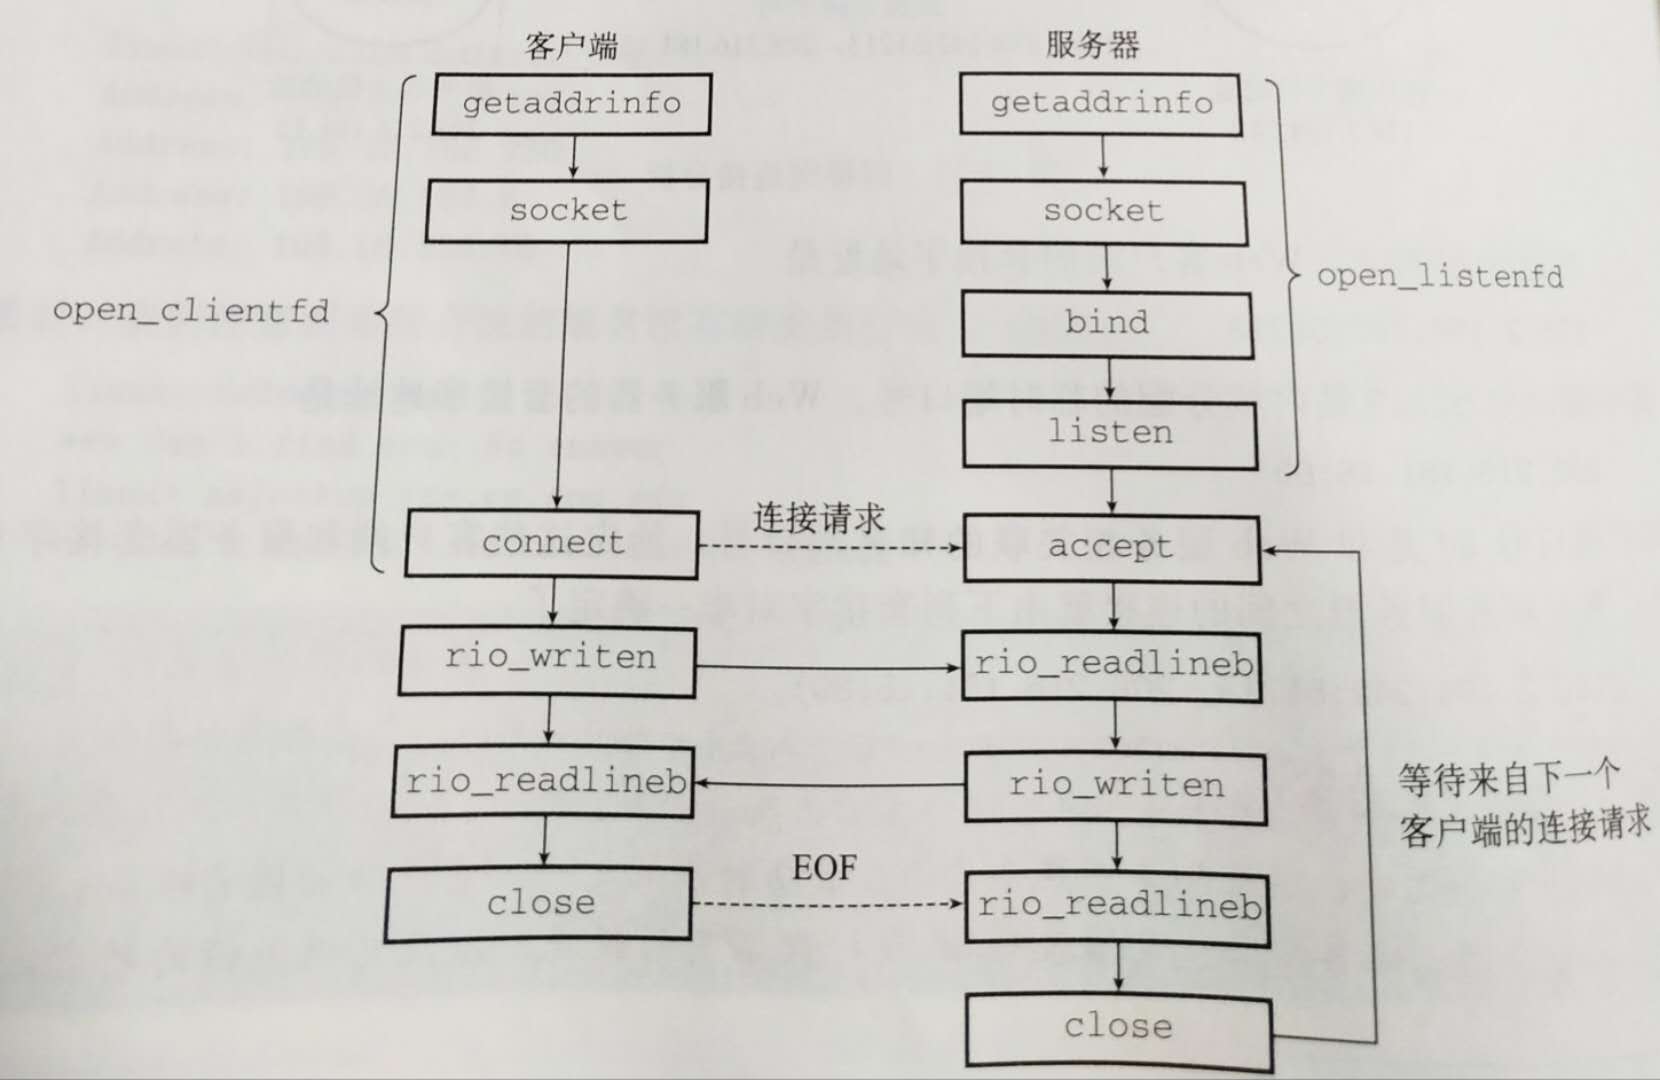 客户端
服务器
getaddrinfo
getaddrinfo
socket
socket
open_clientfd
open_listenfd
bind
listen
连接请求
connect
accept
rio_writen
rio_readlineb
rio_readlineb
rio_writen
等待来自下一个
客户端的连接请求
EOF
close
rio_readlineb
close